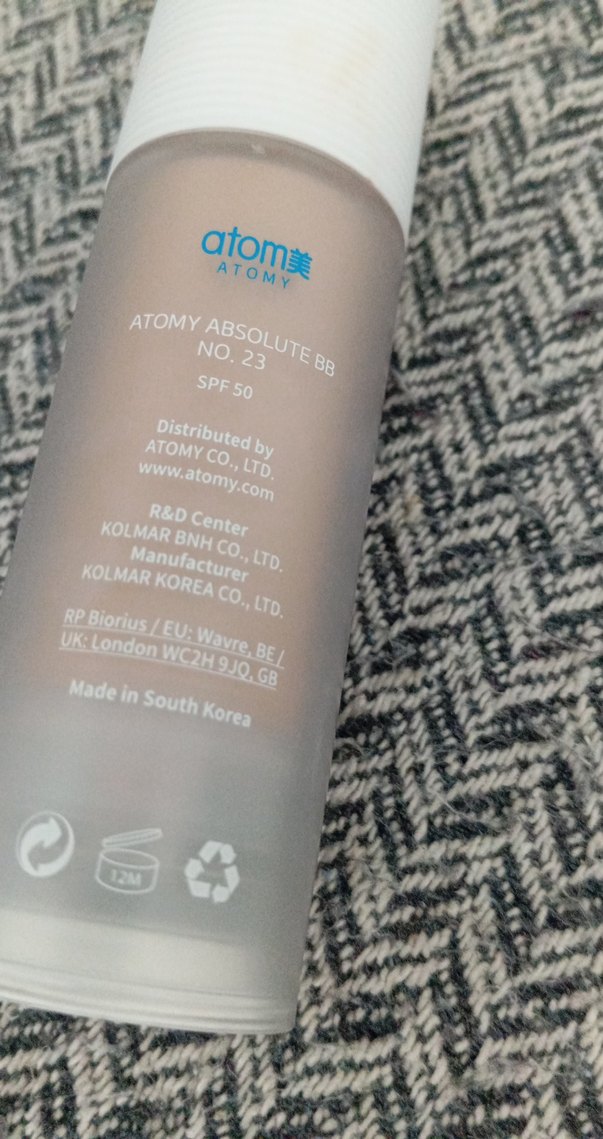 atom美
ATOMY
ATOMY ABSOLUTE BB
NO. 23
SPF 50
Distributed by
ATOMY CO., LTD.
www.atomy.com
R&D Center
KOLMAR BNH CO., LTD.
Manufacturer
KOLMAR KOREA CO., LTD.
RP Biorius / EU: Wavre, BE /
UK: London WC2H 9JQ, GB
Made in South Korea
12M